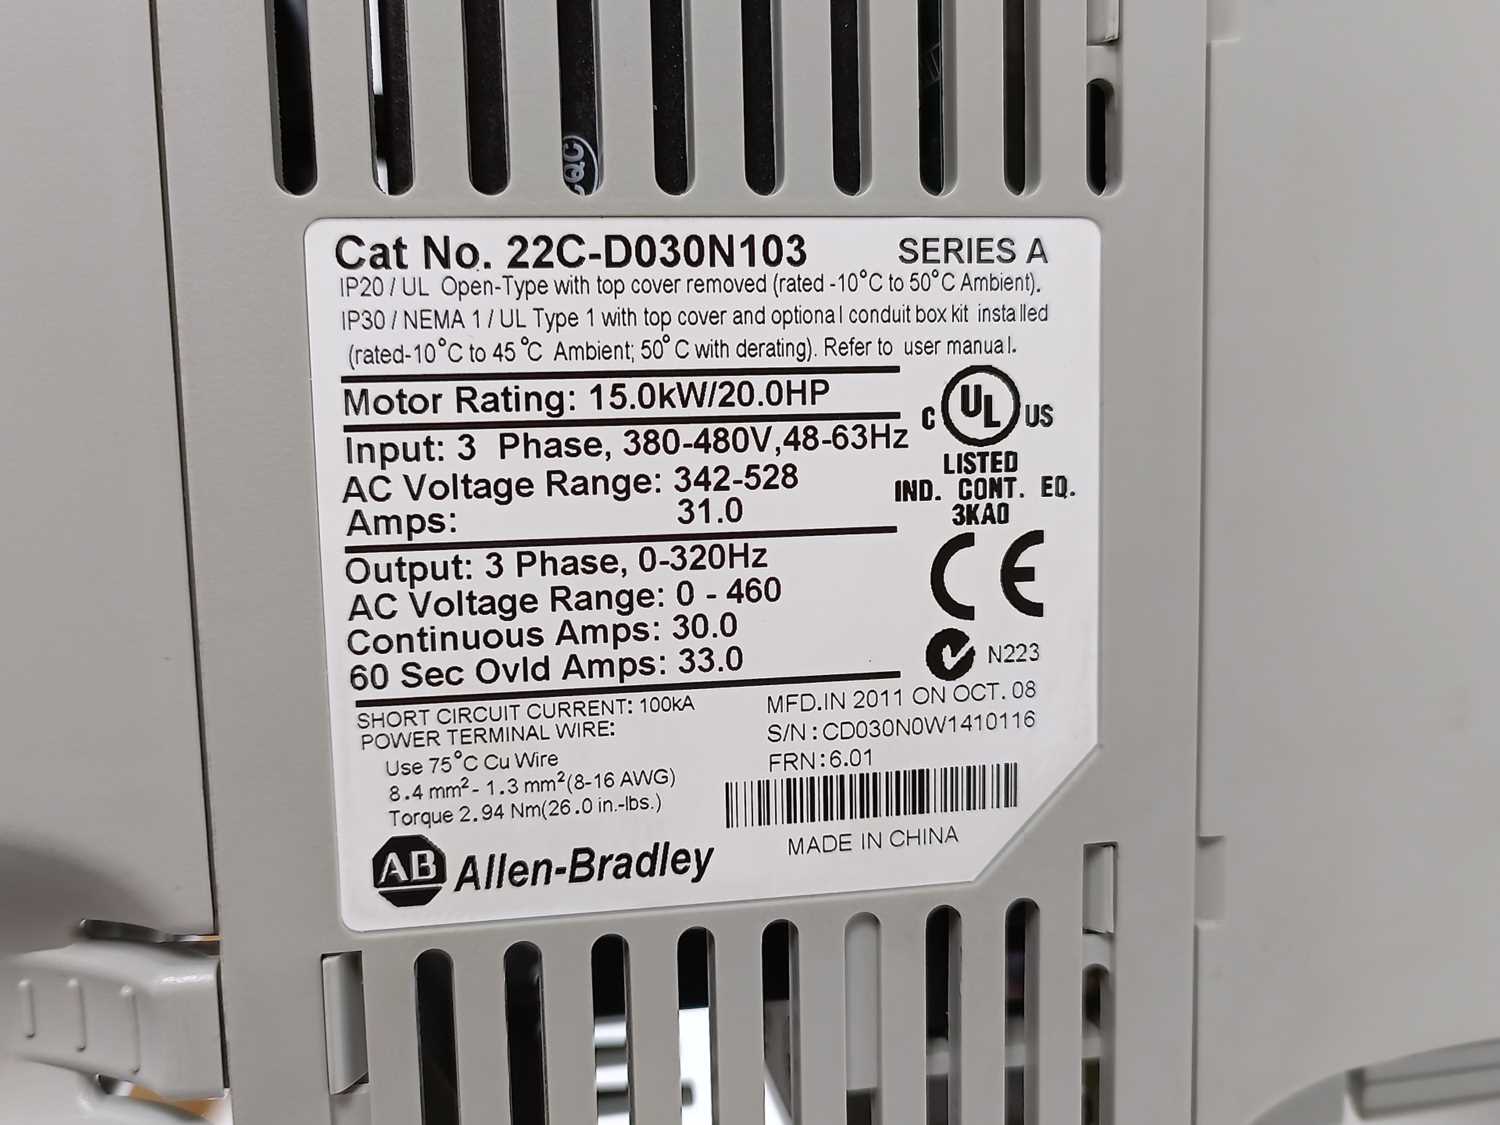 CQC
Cat No. 22C-D030N103 SERIES A
IP20 / UL Open-Type with top cover removed (rated -10°C to 50°C Ambient).
IP30 / NEMA 1 / UL Type 1 with top cover and optional conduit box kit installed
(rated-10°C to 45°C Ambient; 50°C with derating). Refer to user manual.
Motor Rating: 15.0kW/20.0HP
Input: 3 Phase, 380-480V,48-63Hz
AC Voltage Range: 342-528
Amps: 31.0
C UL US
LISTED
IND. CONT. EQ.
3KA0
Output: 3 Phase, 0-320Hz
AC Voltage Range: 0 - 460
Continuous Amps: 30.0
60 Sec Ovld Amps: 33.0
CE
N223
SHORT CIRCUIT CURRENT: 100kA
POWER TERMINAL WIRE:
Use 75°C Cu Wire
8.4 mm²- 1.3 mm²(8-16 AWG)
Torque 2.94 Nm(26.0 in.-lbs.)
MFD.IN 2011 ON OCT. 08
S/N:CD030N0W1410116
FRN:6.01
MADE IN CHINA
AB Allen-Bradley